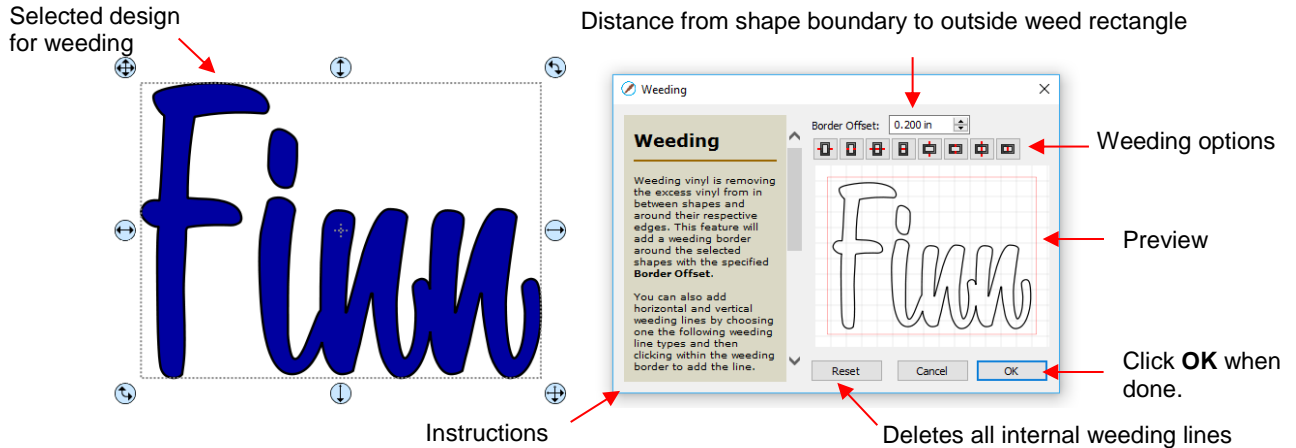 Selected design
for weeding
Distance from shape boundary to outside weed rectangle
Finn
Weeding
Weeding
Weeding vinyl is removing
the excess vinyl from in
between shapes and
around their respective
edges. This feature will
add a weeding border
around the selected
shapes with the specified
Border Offset.
You can also add
horizontal and vertical
weeding lines by choosing
one the following weeding
line types and then
clicking within the weeding
border to add the line.
Border Offset: 0.200 in
Finn
Reset Cancel OK
Weeding options
Preview
Click OK when
done.
Instructions
Deletes all internal weeding lines